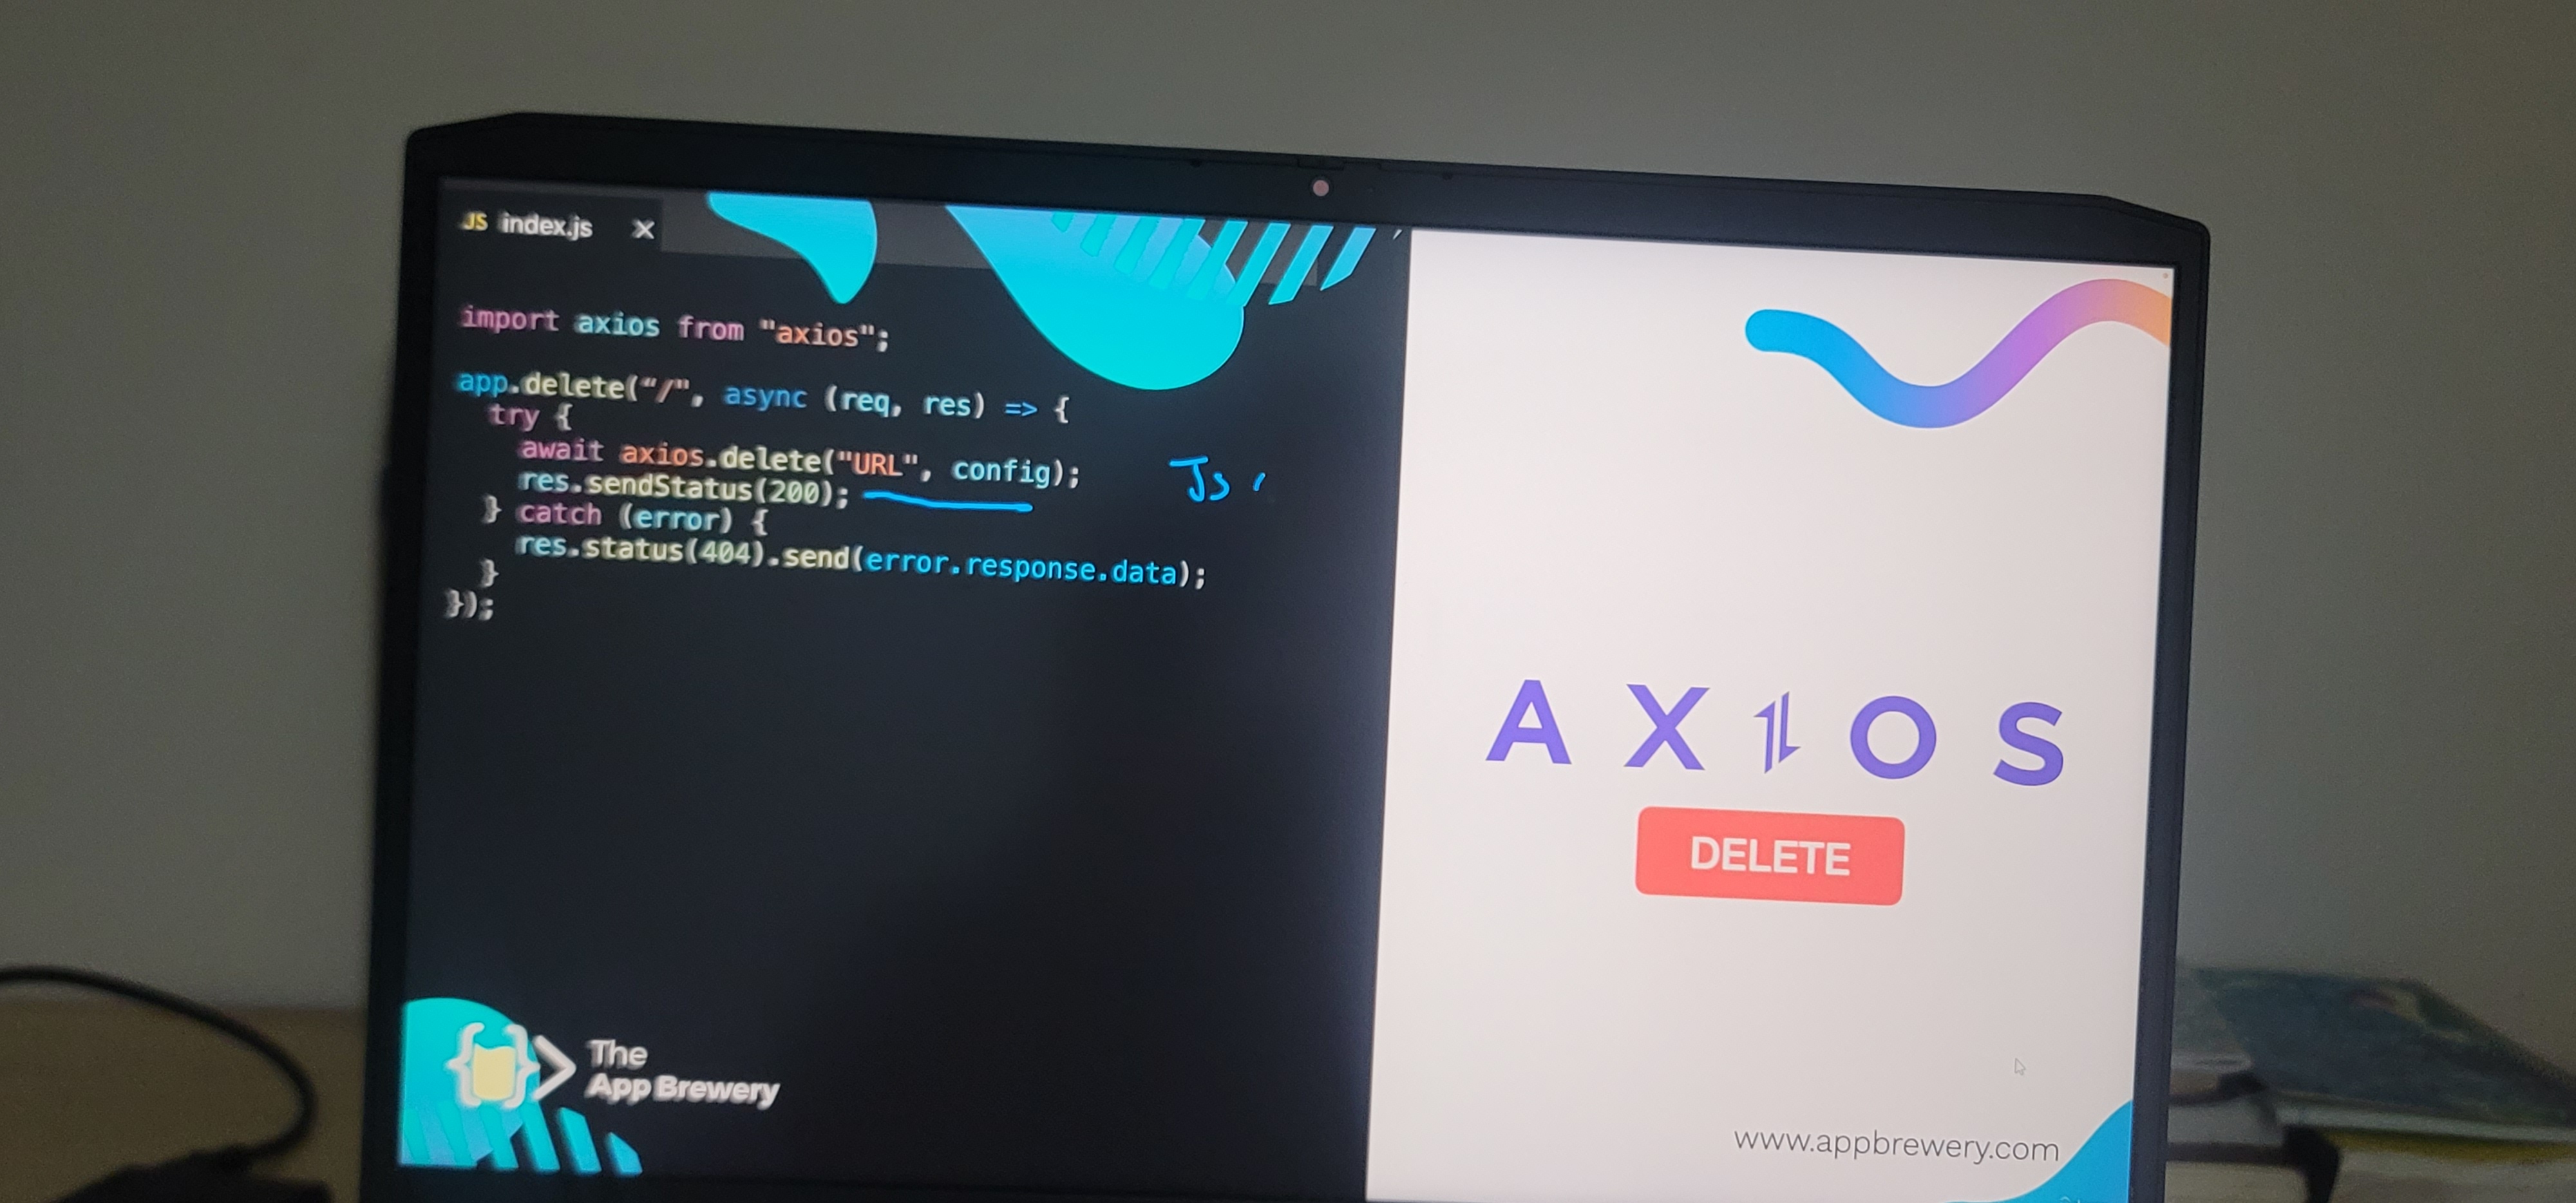 JS index.js X
import axios from "axios";
app.delete(“/", async (req, res) => {
try {
await axios.delete("URL", config);
res.sendStatus(200);
} catch (error) {
res.status(404).send(error.response.data);
}
});
Js
The
App Brewery
AXIOS
DELETE
www.appbrewery.com